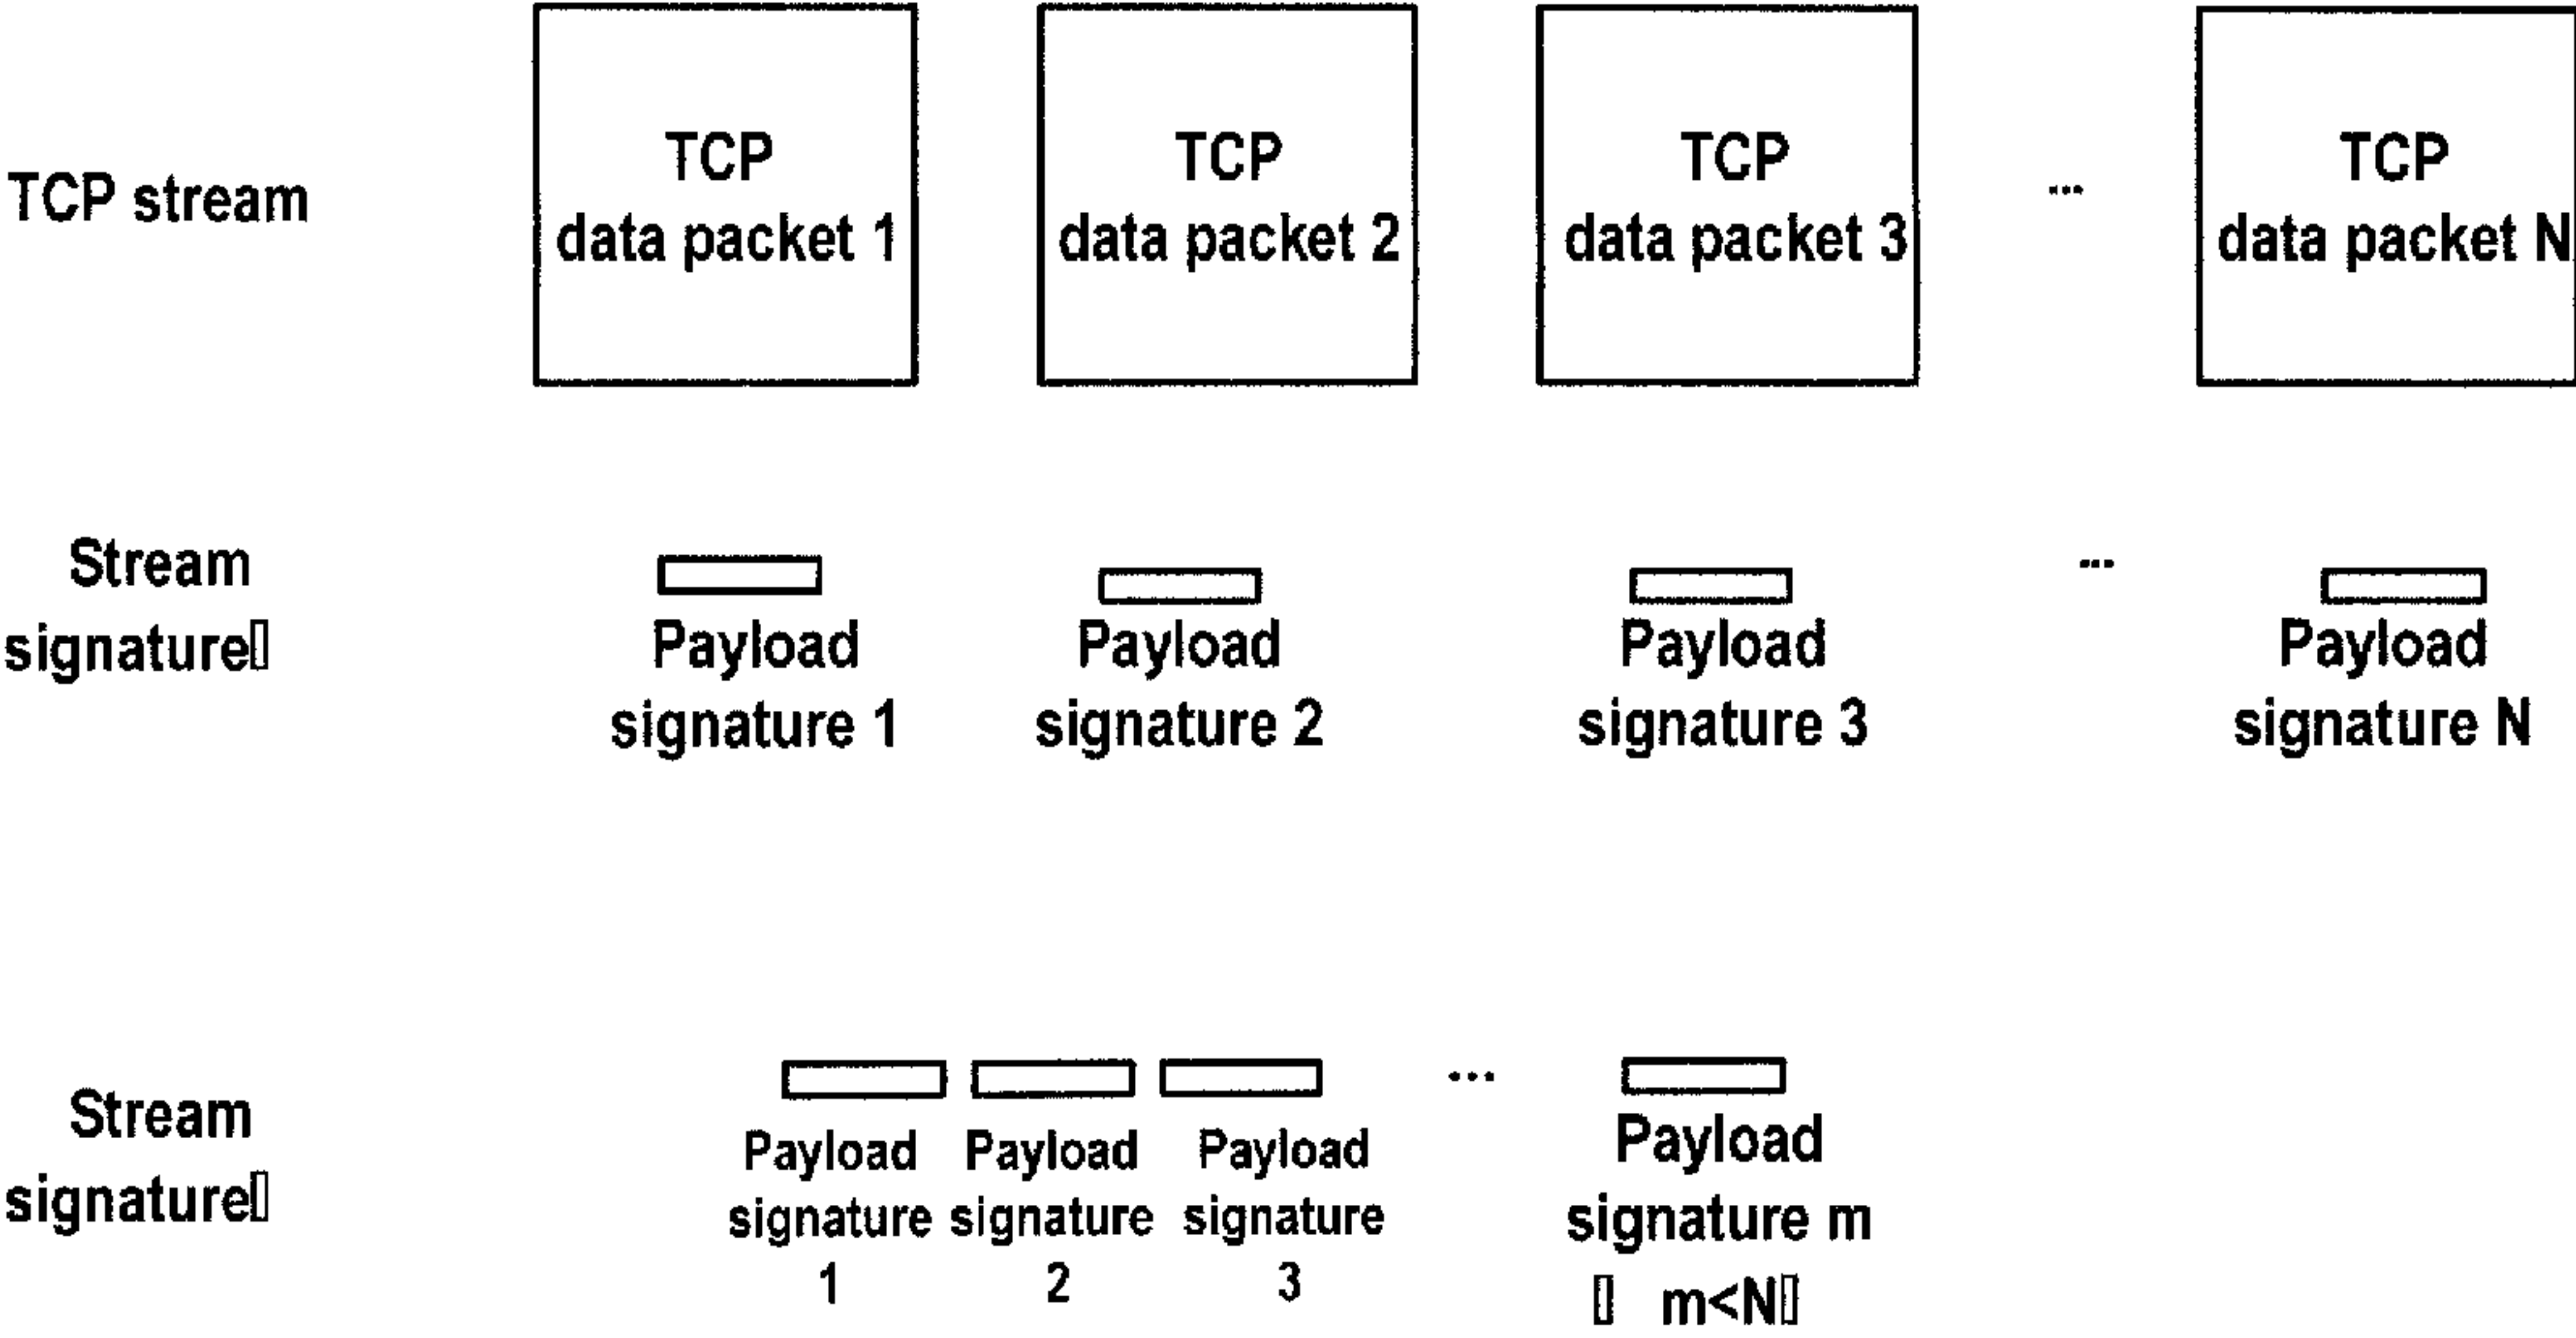 TCP stream
TCP
data packet 1
TCP
data packet 2
TCP
data packet 3
...
TCP
data packet N
Stream
signature▯
Payload
signature 1
Payload
signature 2
Payload
signature 3
...
Payload
signature N
Stream
signature▯
Payload
signature
1
Payload
signature
2
Payload
signature
3
...
Payload
signature m
▯ m<N▯